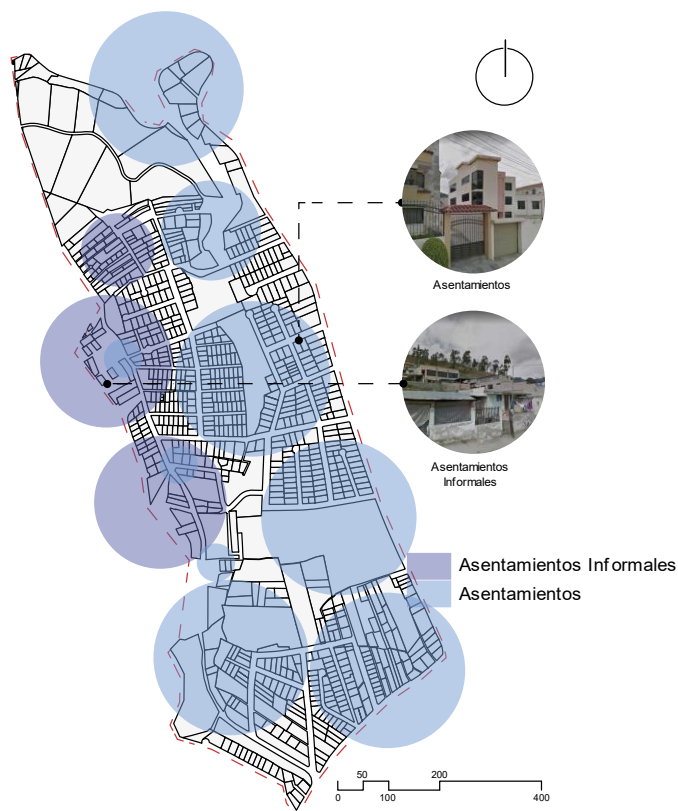 Asentamientos
Asentamientos
Informales
Asentamientos Informales
Asentamientos
50
200
0
100
400